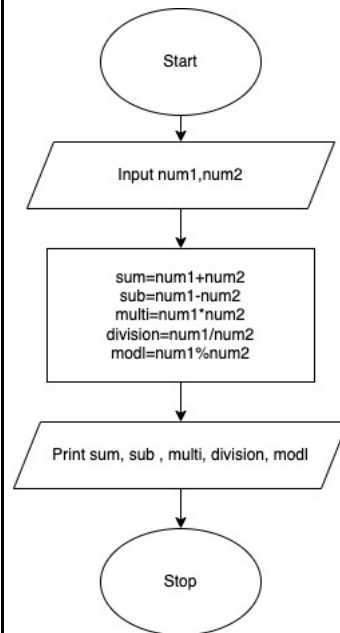 Start
Input num1,num2
sum=num1+num2
sub=num1-num2
multi=num1*num2
division=num1/num2
modl=num1%num2
Print sum, sub , multi, division, modl
Stop